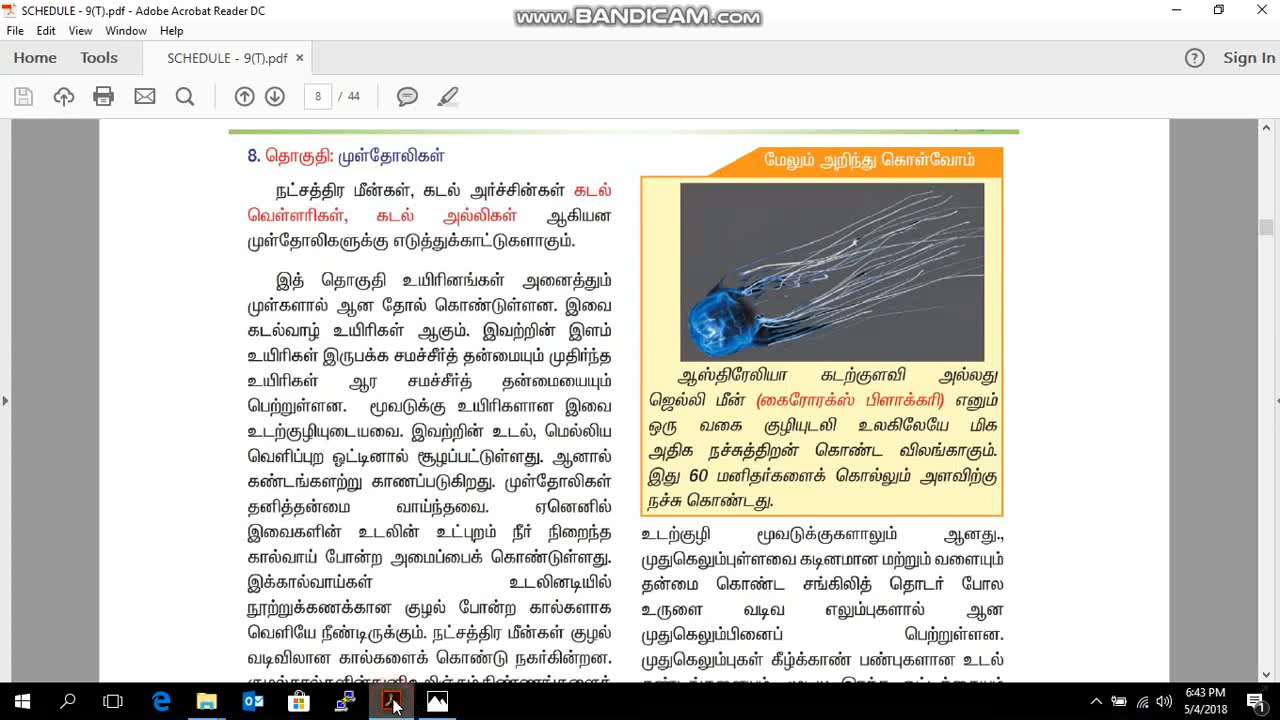 SCHEDULE - 9(T).pdf - Adobe Acrobat Reader DC
www.BANDICAM.com
File Edit View Window Help
Home Tools SCHEDULE - 9(T).pdf × Sign In
8 / 44
8. தொகுதி: முள்தோலிகள்
நட்சத்திர மீன்கள், கடல் அர்ச்சின்கள் கடல்
வெள்ளரிகள், கடல் அல்லிகள் ஆகியன
முள்தோலிகளுக்கு எடுத்துக்காட்டுகளாகும்.
இத் தொகுதி உயிரினங்கள் அனைத்தும்
முள்களால் ஆன தோல் கொண்டுள்ளன. இவை
கடல்வாழ் உயிரிகள் ஆகும். இவற்றின் இளம்
உயிரிகள் இருபக்க சமச்சீர்த் தன்மையும் முதிர்ந்த
உயிரிகள் ஆர சமச்சீர்த் தன்மையையும்
பெற்றுள்ளன. மூவடுக்கு உயிரிகளான இவை
உடற்குழியுடையவை. இவற்றின் உடல், மெல்லிய
வெளிப்புற ஒட்டினால் சூழப்பட்டுள்ளது. ஆனால்
கண்டங்களற்று காணப்படுகிறது. முள்தோலிகள்
தனித்தன்மை வாய்ந்தவை. ஏனெனில்
இவைகளின் உடலின் உட்புறம் நீர் நிறைந்த
கால்வாய் போன்ற அமைப்பைக் கொண்டுள்ளது.
இக்கால்வாய்கள் உடலினடியில்
நூற்றுக்கணக்கான குழல் போன்ற கால்களாக
வெளியே நீண்டிருக்கும். நட்சத்திர மீன்கள் குழல்
வடிவிலான கால்களைக் கொண்டு நகர்கின்றன.
மேலும் அறிந்து கொள்வோம்
ஆஸ்திரேலியா கடற்குளவி அல்லது
ஜெல்லி மீன் (கைரோரக்ஸ் பிளாக்கரி) எனும்
ஒரு வகை குழியுடலி உலகிலேயே மிக
அதிக நச்சுத்திறன் கொண்ட விலங்காகும்.
இது 60 மனிதர்களைக் கொல்லும் அளவிற்கு
நச்சு கொண்டது.
உடற்குழி மூவடுக்குகளாலும் ஆனது.,
முதுகெலும்புள்ளவை கடினமான மற்றும் வளையும்
தன்மை கொண்ட சங்கிலித் தொடர் போல
உருளை வடிவ எலும்புகளால் ஆன
முதுகெலும்பினைப் பெற்றுள்ளன.
முதுகெலும்புகள் கீழ்க்காண் பண்புகளான உடல்
6:43 PM
5/4/2018